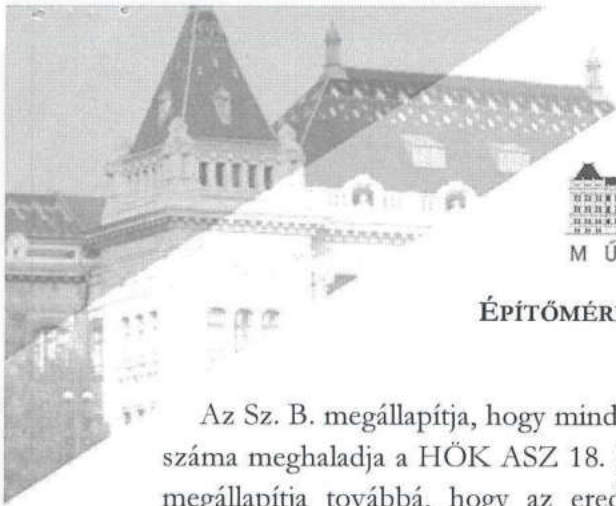 M Ú
ÉPÍTŐMÉR
Az Sz. B. megállapítja, hogy mind
száma meghaladja a HÖK ASZ 18.
megállapítja továbbá, hogy az ered